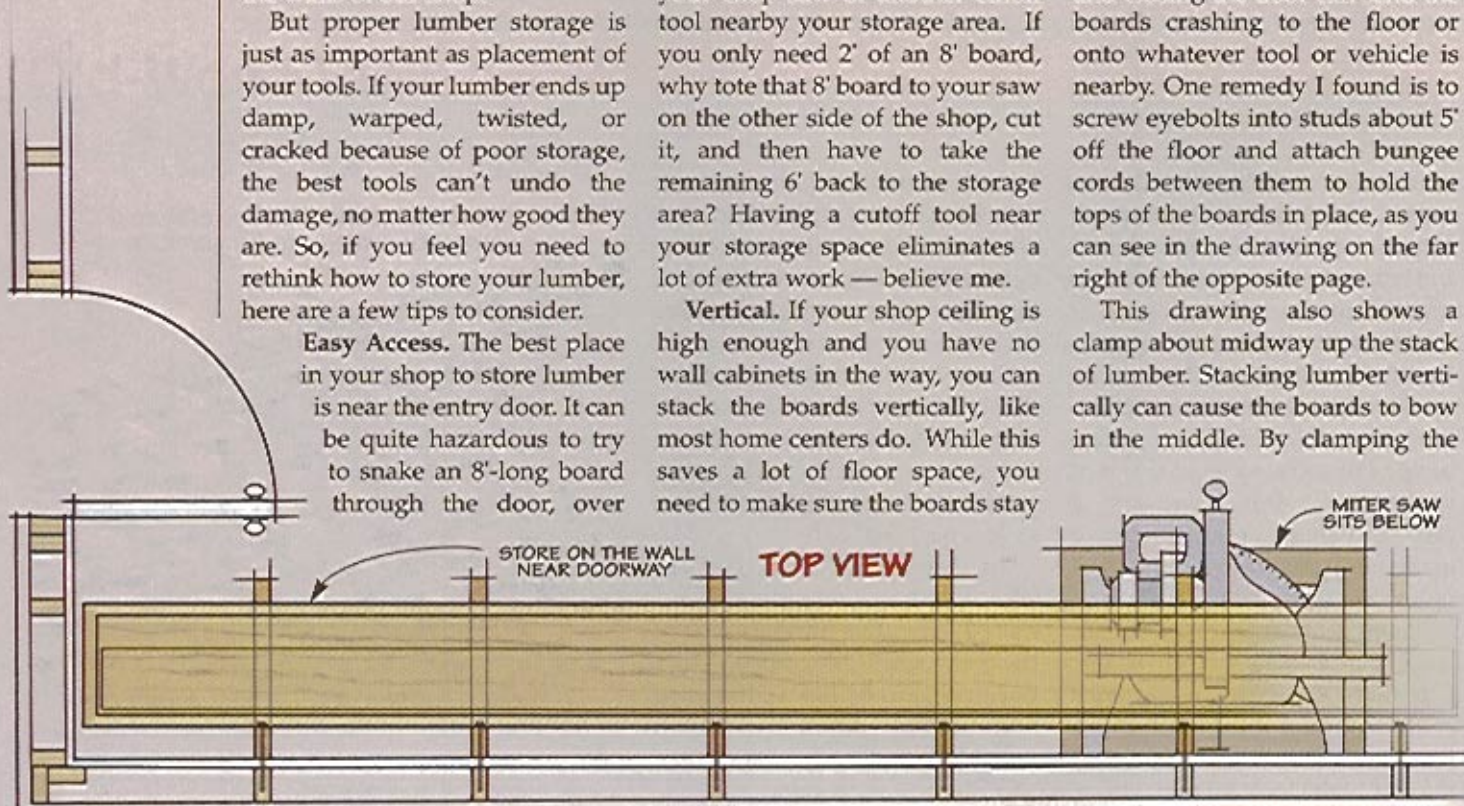 But proper lumber storage is
just as important as placement of
your tools. If your lumber ends up
damp, warped, twisted, or
cracked because of poor storage,
the best tools can't undo the
damage, no matter how good they
are. So, if you feel you need to
rethink how to store your lumber,
here are a few tips to consider.
Easy Access. The best place
in your shop to store lumber
is near the entry door. It can
be quite hazardous to try
to snake an 8'-long board
through the door, over
tool nearby your storage area. If
you only need 2' of an 8' board,
why tote that 8' board to your saw
on the other side of the shop, cut
it, and then have to take the
remaining 6' back to the storage
area? Having a cutoff tool near
your storage space eliminates a
lot of extra work — believe me.
Vertical. If your shop ceiling is
high enough and you have no
wall cabinets in the way, you can
stack the boards vertically, like
most home centers do. While this
saves a lot of floor space, you
need to make sure the boards stay
boards crashing to the floor or
onto whatever tool or vehicle is
nearby. One remedy I found is to
screw eyebolts into studs about 5'
off the floor and attach bungee
cords between them to hold the
tops of the boards in place, as you
can see in the drawing on the far
right of the opposite page.
This drawing also shows a
clamp about midway up the stack
of lumber. Stacking lumber verti-
cally can cause the boards to bow
in the middle. By clamping the
STORE ON THE WALL
NEAR DOORWAY
TOP VIEW
MITER SAW
SITS BELOW